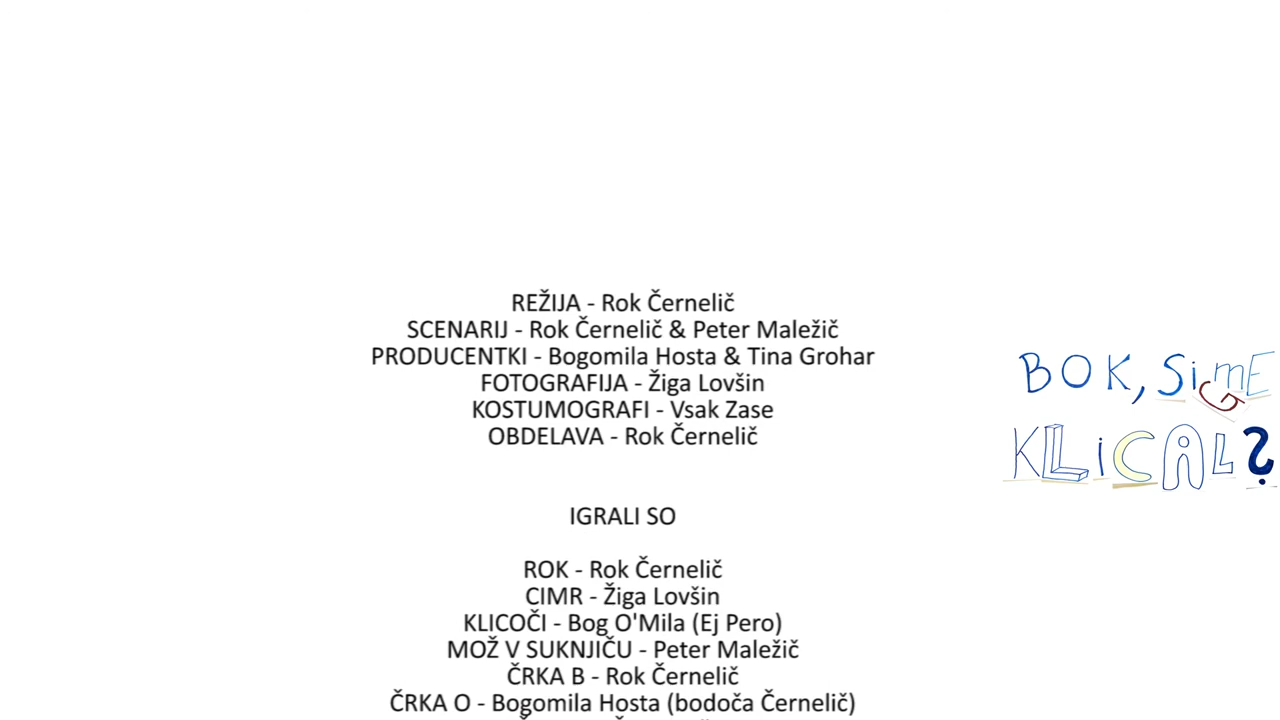 REŽIJA - Rok Černelič
SCENARIJ - Rok Černelič & Peter Maležič
PRODUCENTKI - Bogomila Hosta & Tina Grohar
FOTOGRAFIJA - Žiga Lovšin
KOSTUMOGRAFI - Vsak Zase
OBDELAVA - Rok Černelič
IGRALI SO
ROK - Rok Černelič
CIMR - Žiga Lovšin
KLICOČI - Bog O'Mila (Ej Pero)
MOŽ V SUKNJIČU - Peter Maležič
ČRKA B - Rok Černelič
ČRKA O - Bogomila Hosta (bodoča Černelič)
BOK, Si G mE
KLiCAL?